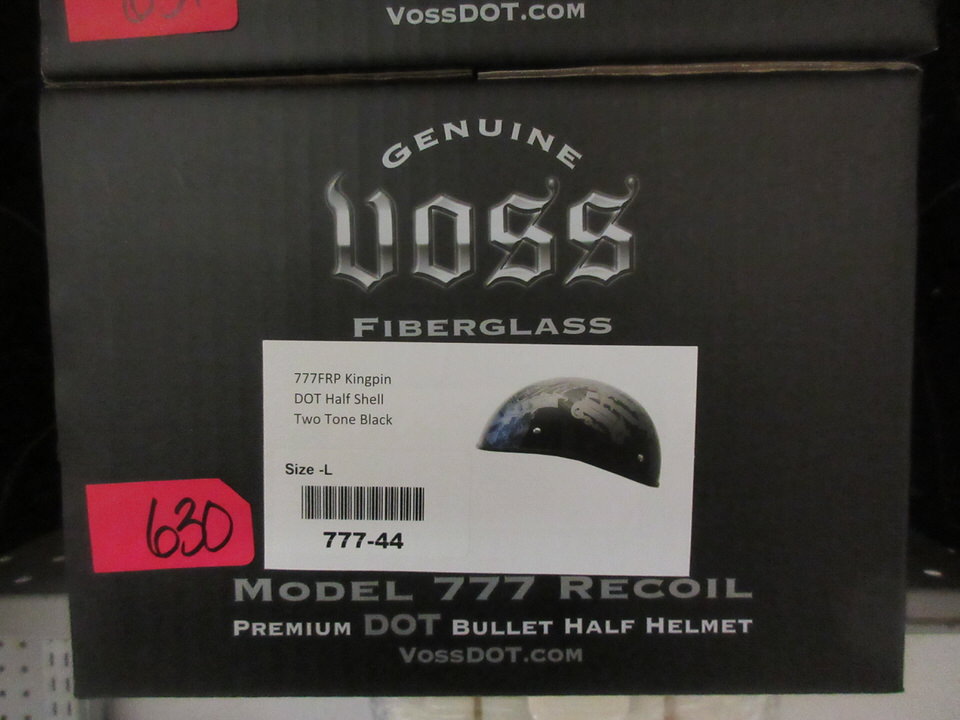 VossDOT.com
GENUINE
VOSS
FIBERGLASS
777FRP Kingpin
DOT Half Shell
Two Tone Black
Size -L
777-44
630
MODEL 777 RECOIL
PREMIUM DOT BULLET HALF HELMET
VossDOT.com